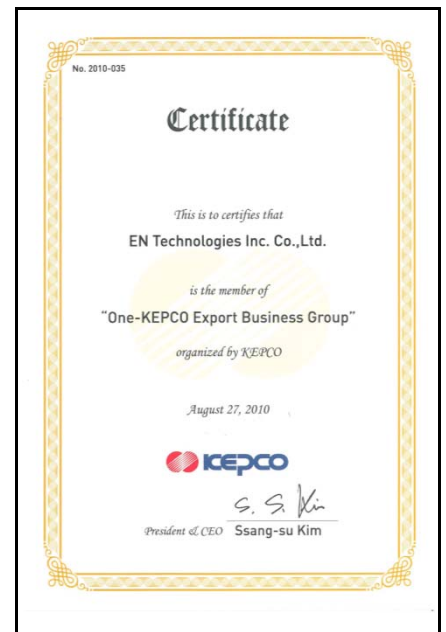 No. 2010-035
Certificate
This is to certifies that
EN Technologies Inc. Co.,Ltd.
is the member of
"One-KEPCO Export Business Group"
organized by KEPCO
August 27, 2010
KEPCO
S. S. Kim
President & CEO Ssang-su Kim